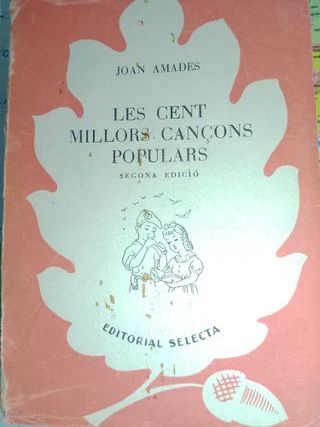 JOAN AMADES
LES CENT
MILLORS CANÇONS
POPULARS
SEGONA EDICIÓ
EDITORIAL SELECTA